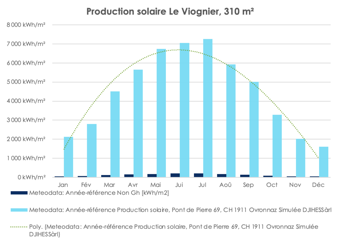 Production solaire Le Viognier, 310 m²
8 000 kWh/m²
7 000 kWh/m²
6 000 kWh/m²
5 000 kWh/m²
4 000 kWh/m²
3 000 kWh/m²
2 000 kWh/m²
1 000 kWh/m²
0 kWh/m²
Jan Fév Mar Avr Mai Jui Jui Aoû Sep Oct Nov Déc
Meteodata: Année-référence Non Gh [kWh/m2]
Meteodata: Année-référence Production solaire, Pont de Pierre 69, CH 1911 Ovronnaz Simulée DJIHESSàrl
Poly. (Meteodata: Année-référence Production solaire, Pont de Pierre 69, CH 1911 Ovronnaz Simulée
DJIHESSàrl)